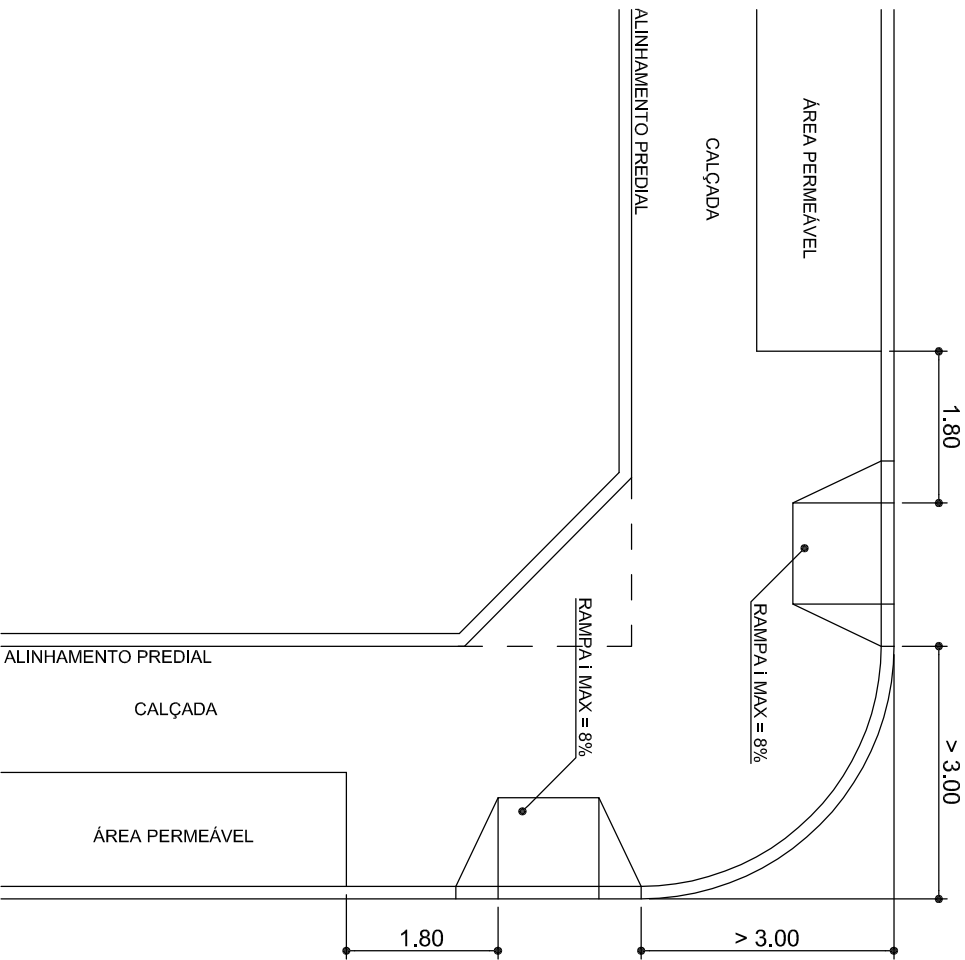 ALINHAMENTO PREDIAL
CALÇADA
ÁREA PERMEÁVEL
1.80
RAMPA i MAX = 8%
RAMPA i MAX = 8%
> 3.00
ALINHAMENTO PREDIAL
CALÇADA
ÁREA PERMEÁVEL
1.80
> 3.00